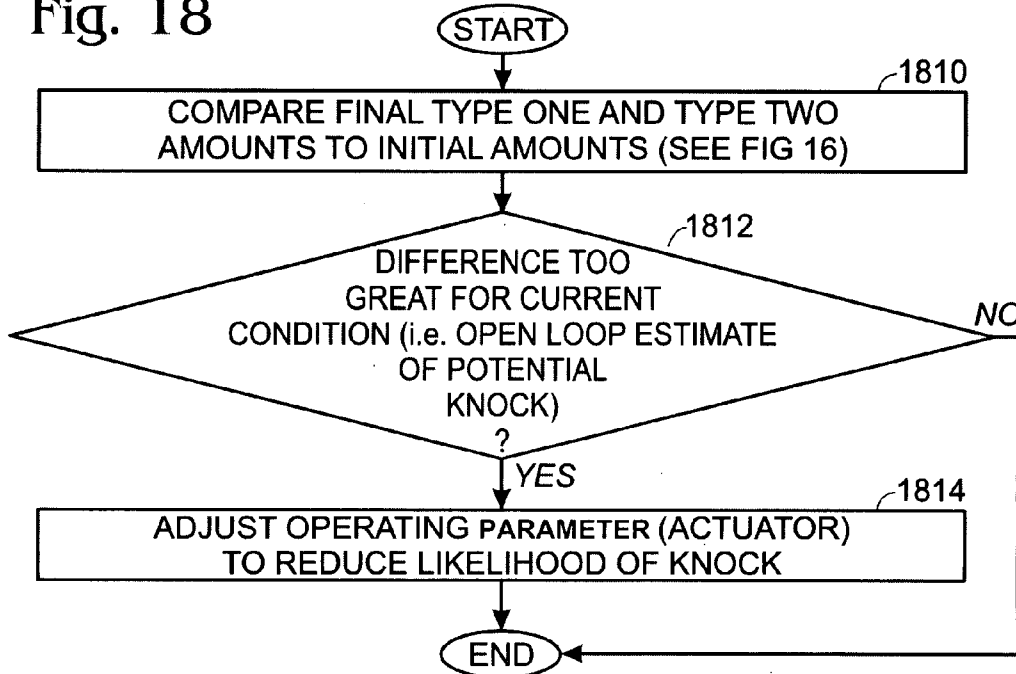 Fig. 18
START
1810
COMPARE FINAL TYPE ONE AND TYPE TWO
AMOUNTS TO INITIAL AMOUNTS (SEE FIG 16)
1812
DIFFERENCE TOO
GREAT FOR CURRENT
CONDITION (i.e. OPEN LOOP ESTIMATE
OF POTENTIAL
KNOCK)
?
NO
YES
1814
ADJUST OPERATING PARAMETER (ACTUATOR)
TO REDUCE LIKELIHOOD OF KNOCK
END